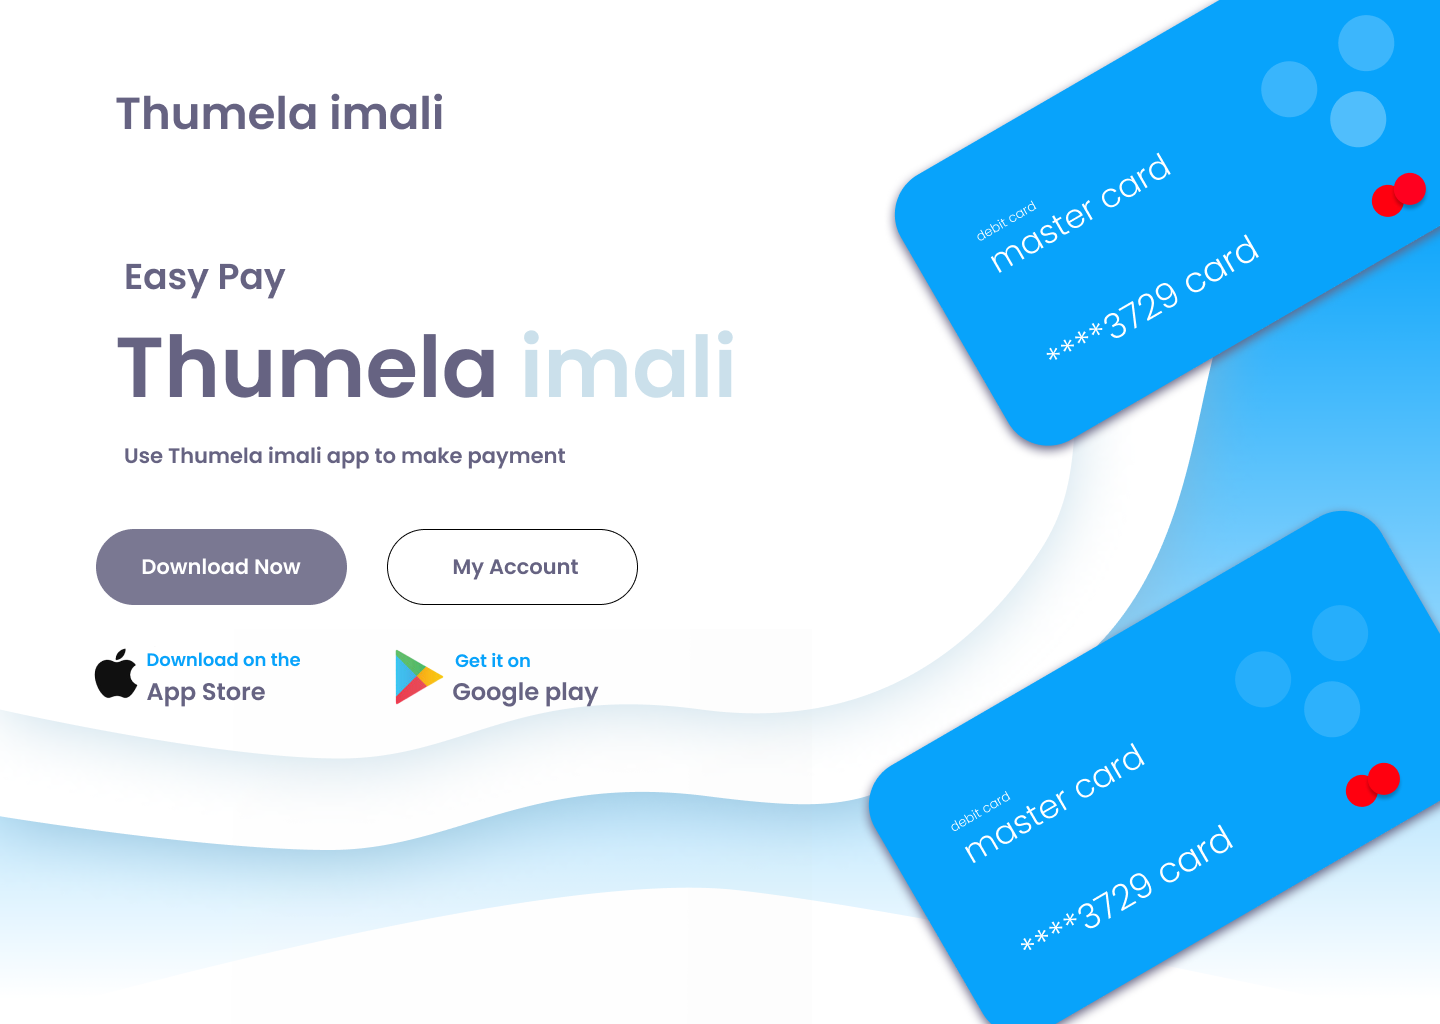 Thumela imali
Easy Pay
Thumela imali
Use Thumela imali app to make payment
Download Now
My Account
Download on the
App Store
Get it on
Google play
debit card
master card
****3729 card
debit card
master card
****3729 card